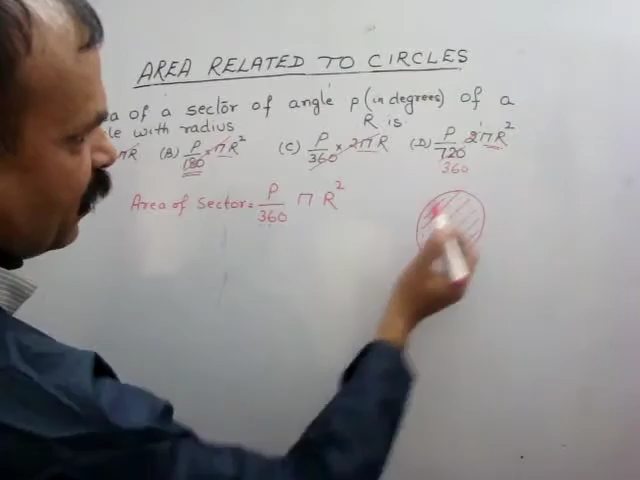 AREA RELATED TO CIRCLES
a of a sector of angle p (in degrees) of a
le with radius R is
πR (B) P/180 × πR² (C) P/360 × 2πR (D) P/720 2πR²
360
Area of Sector = P/360 πR²